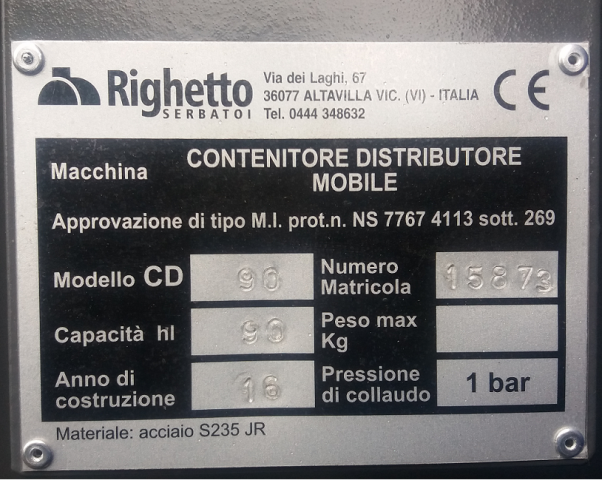 Righetto
SERBATOI
Via dei Laghi, 67
36077 ALTAVILLA VIC. (VI) - ITALIA
Tel. 0444 348632
CE
Macchina
CONTENITORE DISTRIBUTORE
MOBILE
Approvazione di tipo M.I. prot.n. NS 7767 4113 sott. 269
Modello CD 90
Numero
Matricola 15873
Capacità hl 90
Peso max
Kg
Anno di
costruzione 16
Pressione
di collaudo 1 bar
Materiale: acciaio S235 JR